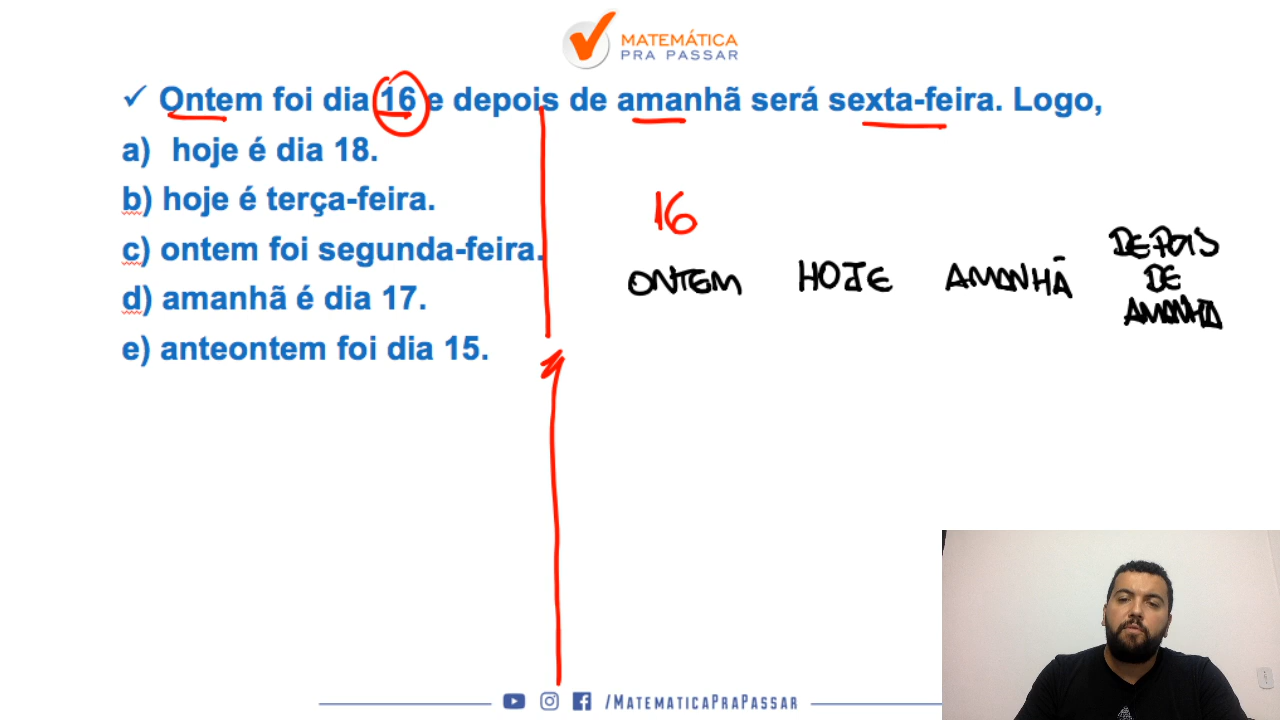 MATEMÁTICA
PRA PASSAR
✓ Ontem foi dia 16 e depois de amanhã será sexta-feira. Logo,
a) hoje é dia 18.
b) hoje é terça-feira.
c) ontem foi segunda-feira.
d) amanhã é dia 17.
e) anteontem foi dia 15.
16
ONTEM HOJE AMANHÃ DEPOIS
DE
AMANHÃ
/MATEMATICAPRAPASSAR